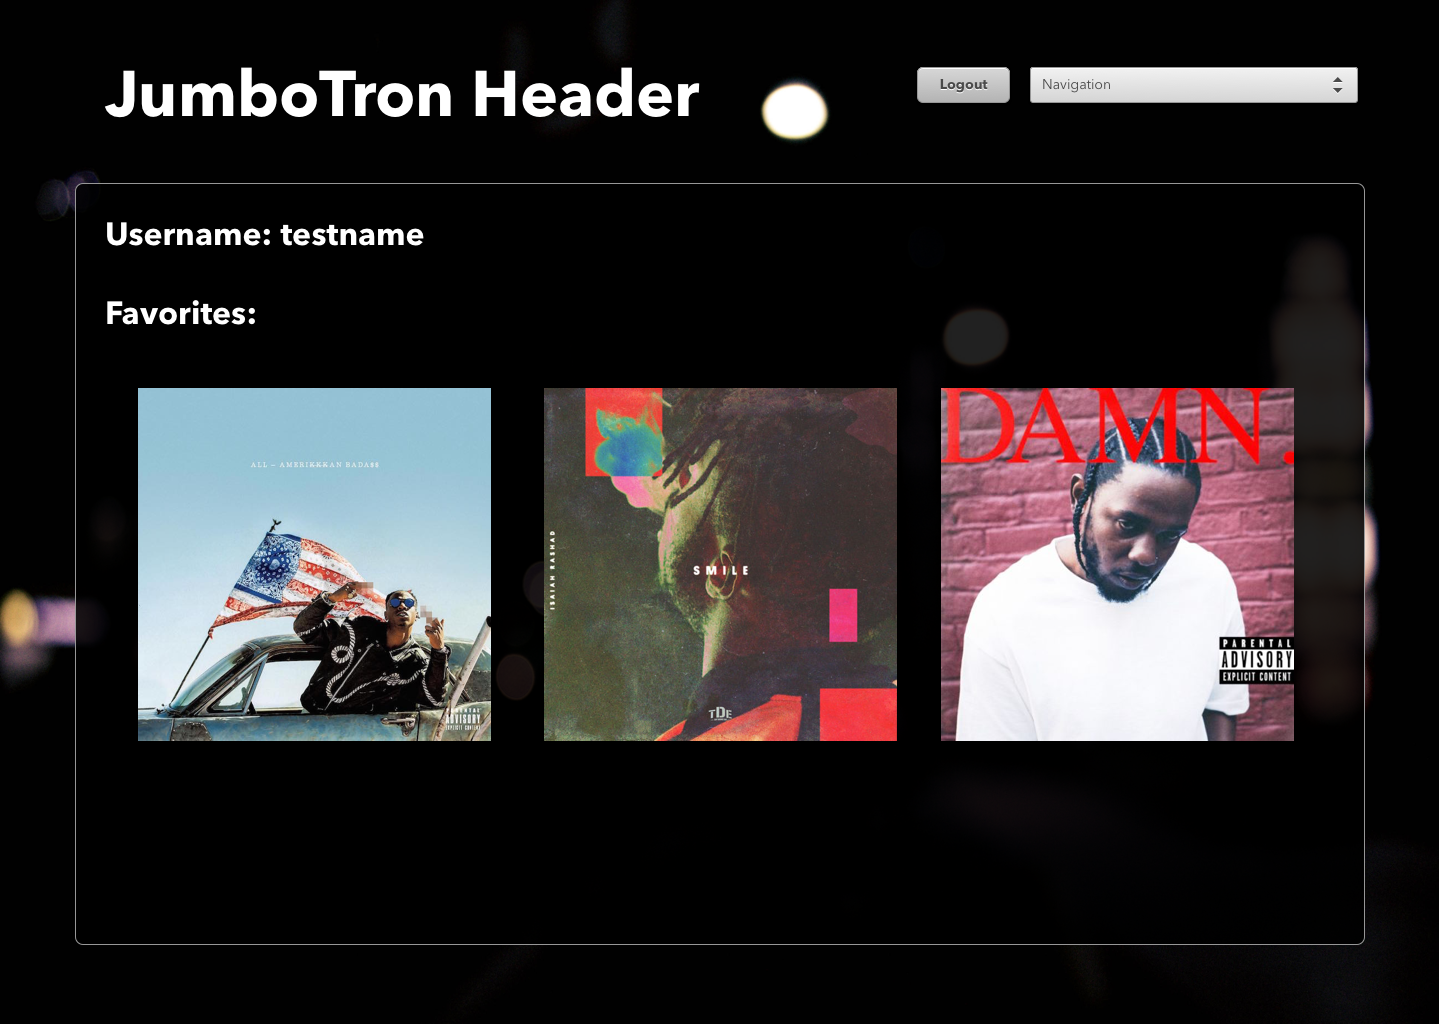 JumboTron Header
Logout
Navigation
Username: testname
Favorites:
ALL – AMERIKKKAN BADA$$
PARENTAL
ADVISORY
EXPLICIT CONTENT
ISAIAH RASHAD
SMILE
TDE
DAMN.
PARENTAL
ADVISORY
EXPLICIT CONTENT